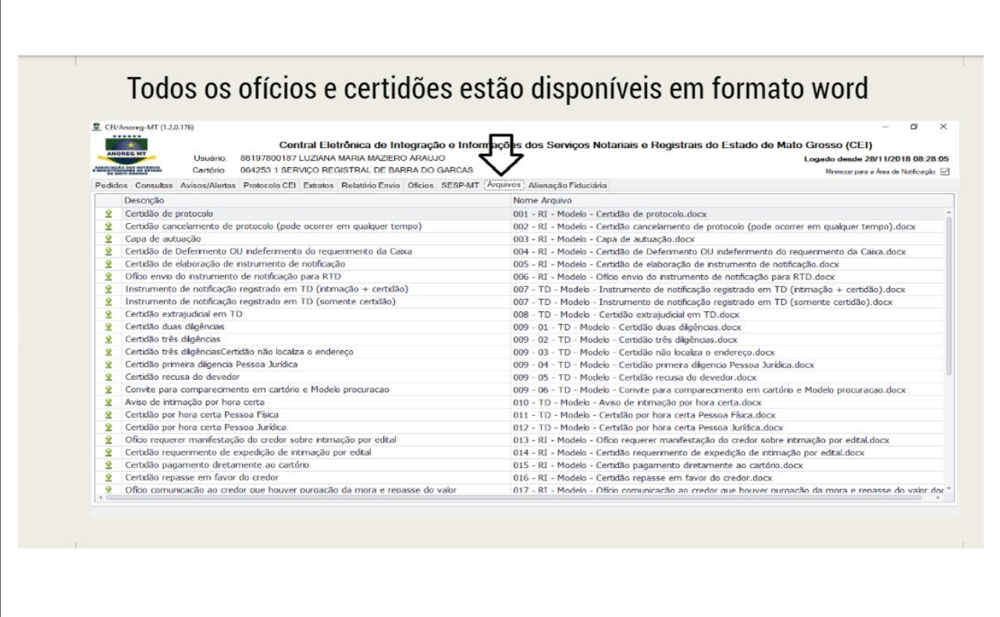 Todos os ofícios e certidões estão disponíveis em formato word
CEI/Anoreg-MT (1.2.0.176)
ANOREG MT
ASSOCIAÇÃO DOS NOTÁRIOS
E REGISTRADORES DO ESTADO
DE MATO GROSSO
Central Eletrônica de Integração e Informações dos Serviços Notariais e Registrais do Estado de Mato Grosso (CEI)
Usuário: 86197800187 LUZIANA MARIA MAZIERO ARAUJO
Logado desde 28/11/2018 08:28:05
Cartório 064253 1 SERVIÇO REGISTRAL DE BARRA DO GARCAS
Minimizar para a Área de Notificação
Pedidos Consultas Avisos/Alertas Protocolo CEI Extratos Relatório Envio Ofícios SESP-MT Arquivos Alienação Fiduciária
Descrição Nome Arquivo
Certidão de protocolo 001 - RI - Modelo - Certidão de protocolo.docx
Certidão cancelamento de protocolo (pode ocorrer em qualquer tempo) 002 - RI - Modelo - Certidão cancelamento de protocolo (pode ocorrer em qualquer tempo).docx
Capa de autuação 003 - RI - Modelo - Capa de autuação.docx
Certidão de Deferimento OU indeferimento do requerimento da Caixa 004 - RI - Modelo - Certidão de Deferimento OU indeferimento do requerimento da Caixa.docx
Certidão de elaboração de instrumento de notificação 005 - RI - Modelo - Certidão de elaboração de instrumento de notificação.docx
Ofício envio do instrumento de notificação para RTD 006 - RI - Modelo - Ofício envio do instrumento de notificação para RTD.docx
Instrumento de notificação registrado em TD (intimação + certidão) 007 - TD - Modelo - Instrumento de notificação registrado em TD (intimação + certidão).docx
Instrumento de notificação registrado em TD (somente certidão) 007 - TD - Modelo - Instrumento de notificação registrado em TD (somente certidão).docx
Certidão extrajudicial em TD 008 - TD - Modelo - Certidão extrajudicial em TD.docx
Certidão duas diligências 009 - 01 - TD - Modelo - Certidão duas diligências.docx
Certidão três diligências 009 - 02 - TD - Modelo - Certidão três diligências.docx
Certidão três diligênciasCertidão não localiza o endereço 009 - 03 - TD - Modelo - Certidão não localiza o endereço.docx
Certidão primeira diligencia Pessoa Jurídica 009 - 04 - TD - Modelo - Certidão primeira diligencia Pessoa Jurídica.docx
Certidão recusa do devedor 009 - 05 - TD - Modelo - Certidão recusa do devedor.docx
Convite para comparecimento em cartório e Modelo procuracao 009 - 06 - TD - Modelo - Convite para comparecimento em cartório e Modelo procuracao.docx
Aviso de intimação por hora certa 010 - TD - Modelo - Aviso de intimação por hora certa.docx
Certidão por hora certa Pessoa Física 011 - TD - Modelo - Certidão por hora certa Pessoa Física.docx
Certidão por hora certa Pessoa Jurídica 012 - TD - Modelo - Certidão por hora certa Pessoa Jurídica.docx
Ofício requerer manifestação do credor sobre intimação por edital 013 - RI - Modelo - Ofício requerer manifestação do credor sobre intimação por edital.docx
Certidão requerimento de expedição de intimação por edital 014 - RI - Modelo - Certidão requerimento de expedição de intimação por edital.docx
Certidão pagamento diretamente ao cartório 015 - RI - Modelo - Certidão pagamento diretamente ao cartório.docx
Certidão repasse em favor do credor 016 - RI - Modelo - Certidão repasse em favor do credor.docx
Ofício comunicação ao credor que houver purgação da mora e repasse do valor 017 - RI - Modelo - Ofício comunicação ao credor que houver purgação da mora e repasse do valor.doc